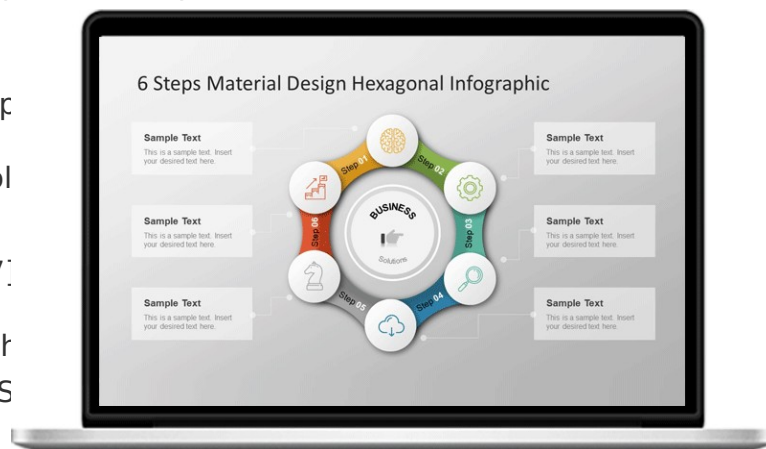 6 Steps Material Design Hexagonal Infographic
Sample Text
This is a sample text. Insert
your desired text here.
Sample Text
This is a sample text. Insert
your desired text here.
Sample Text
This is a sample text. Insert
your desired text here.
Step 01
Step 02
Step 03
Step 04
Step 05
Step 06
BUSINESS
Solutions
Sample Text
This is a sample text. Insert
your desired text here.
Sample Text
This is a sample text. Insert
your desired text here.
Sample Text
This is a sample text. Insert
your desired text here.